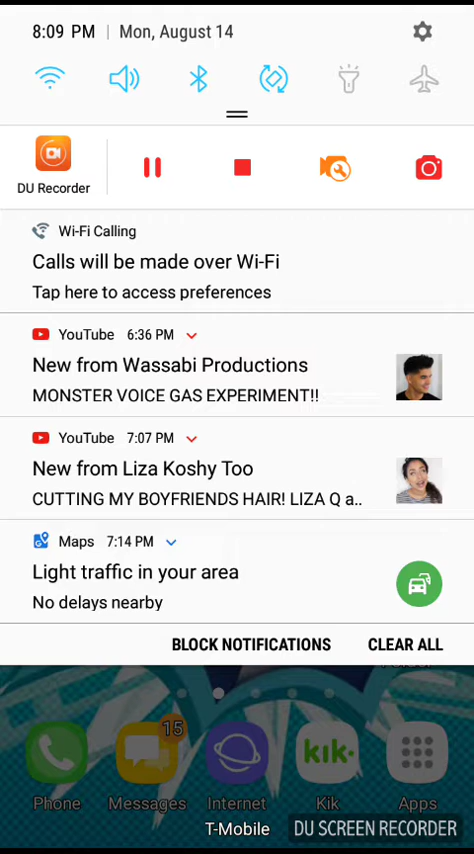 8:09 PM | Mon, August 14
DU Recorder
Wi-Fi Calling
Calls will be made over Wi-Fi
Tap here to access preferences
YouTube 6:36 PM
New from Wassabi Productions
MONSTER VOICE GAS EXPERIMENT!!
YouTube 7:07 PM
New from Liza Koshy Too
CUTTING MY BOYFRIENDS HAIR! LIZA Q a..
Maps 7:14 PM
Light traffic in your area
No delays nearby
BLOCK NOTIFICATIONS CLEAR ALL
15
kik
Phone Messages Internet Kik Apps
T-Mobile
DU SCREEN RECORDER